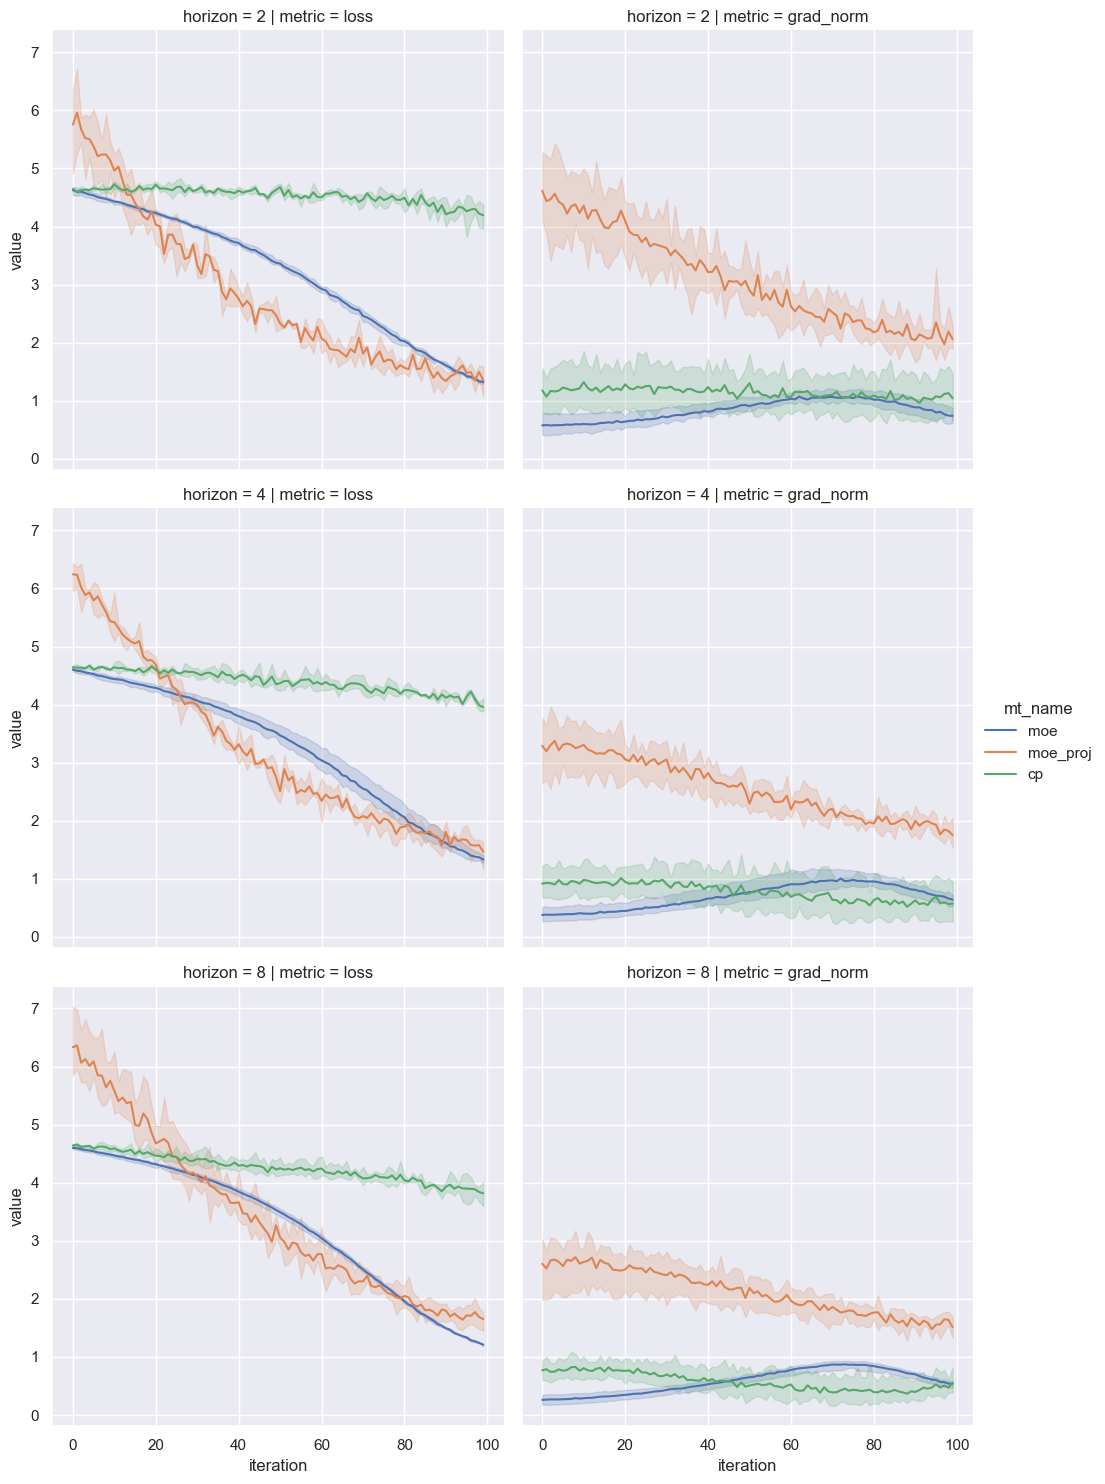 horizon = 2 | metric = loss
horizon = 2 | metric = grad_norm
7
6
5
4
3
2
1
0
value
horizon = 4 | metric = loss
horizon = 4 | metric = grad_norm
7
6
5
4
3
2
1
0
value
mt_name
moe
moe_proj
cp
horizon = 8 | metric = loss
horizon = 8 | metric = grad_norm
7
6
5
4
3
2
1
0
value
0 20 40 60 80 100
0 20 40 60 80 100
iteration
iteration